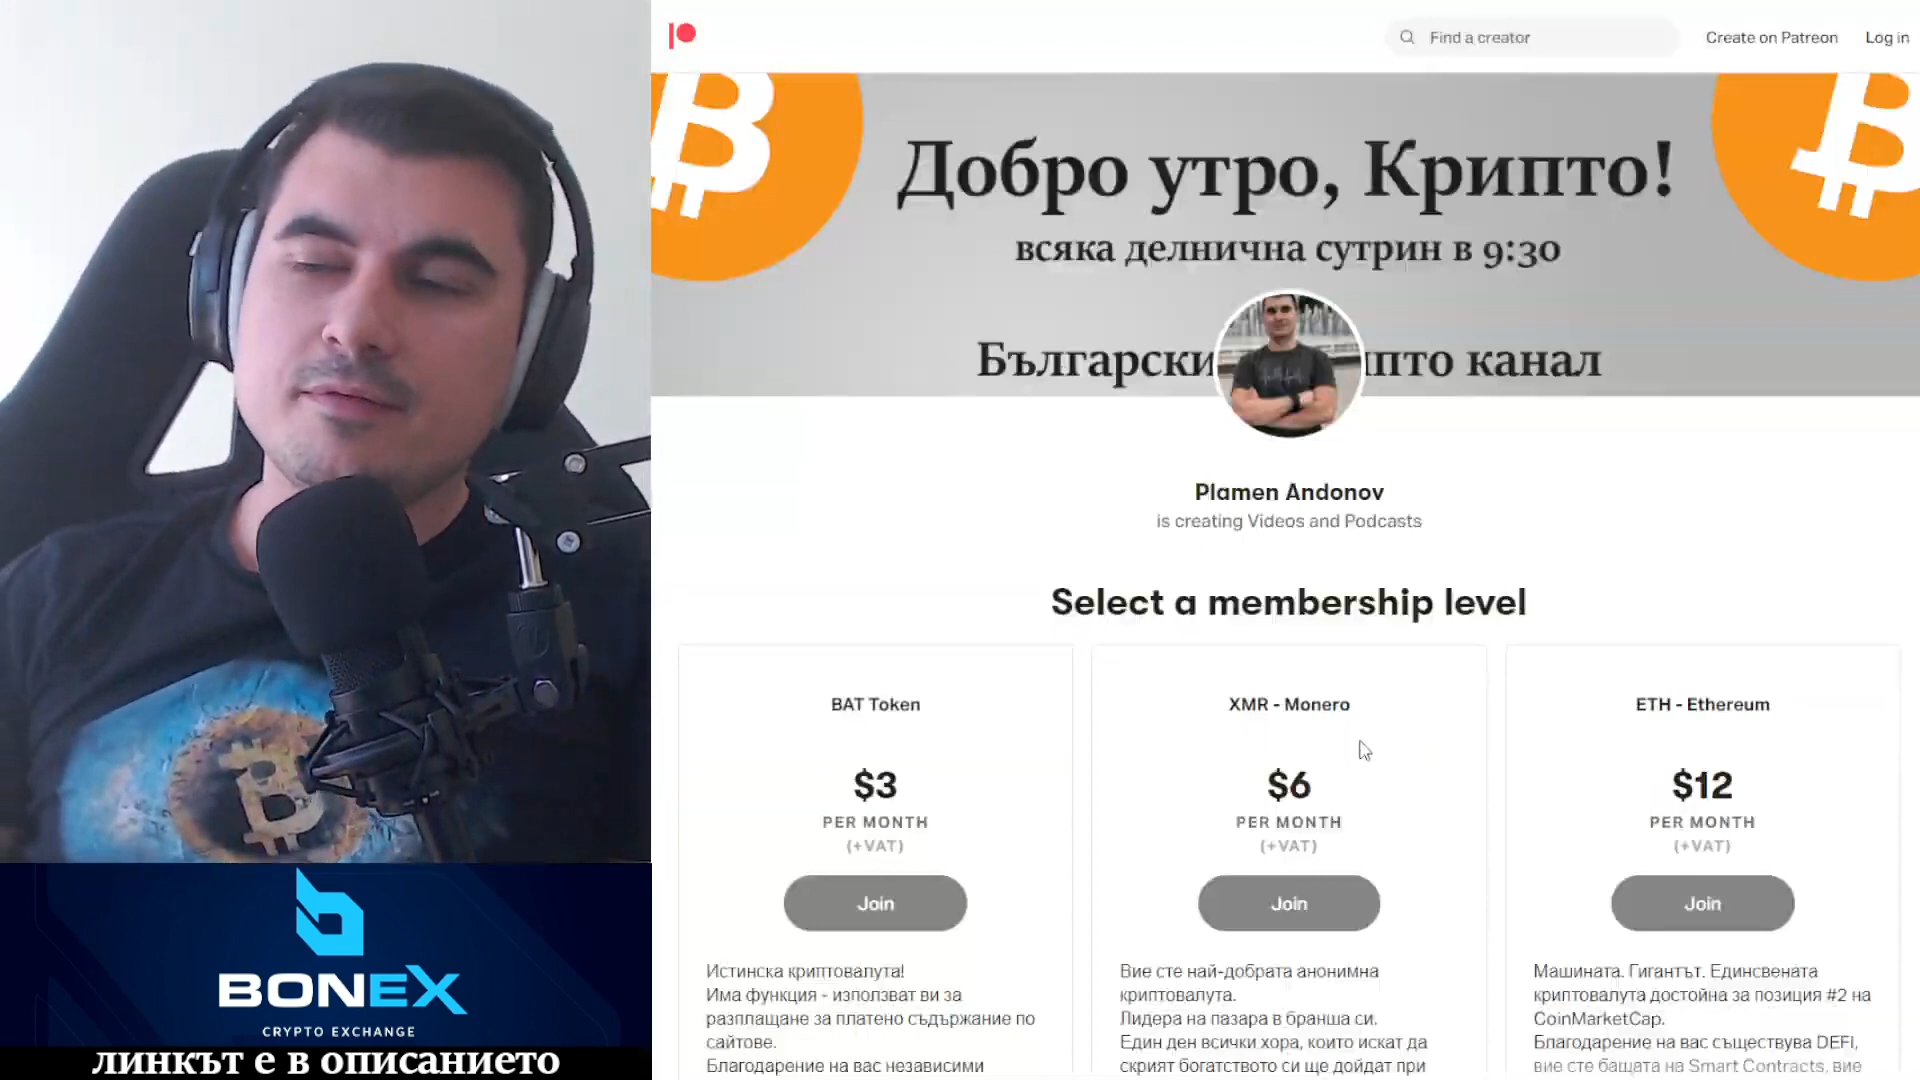 Find a creator
Create on Patreon
Log in
Добро утро, Крипто!
всяка делнична сутрин в 9:30
Български
пто канал
Plamen Andonov
is creating Videos and Podcasts
Select a membership level
BAT Token
$3
PER MONTH
(+VAT)
Join
Истинска криптовалута!
Има функция - използват ви за
разплащане за платено съдържание по
сайтове.
Благодарение на вас независими
XMR - Monero
$6
PER MONTH
(+VAT)
Join
Вие сте най-добрата анонимна
криптовалута.
Лидера на пазара в бранша си.
Един ден всички хора, които искат да
скрият богатството си ще дойдат при
ETH - Ethereum
$12
PER MONTH
(+VAT)
Join
Машината. Гигантът. Единсвената
криптовалута достойна за позиция #2 на
CoinMarketCap.
Благодарение на вас съществува DEFI,
вие сте бащата на Smart Contracts, вие
BONEX
CRYPTO EXCHANGE
линкът е в описанието